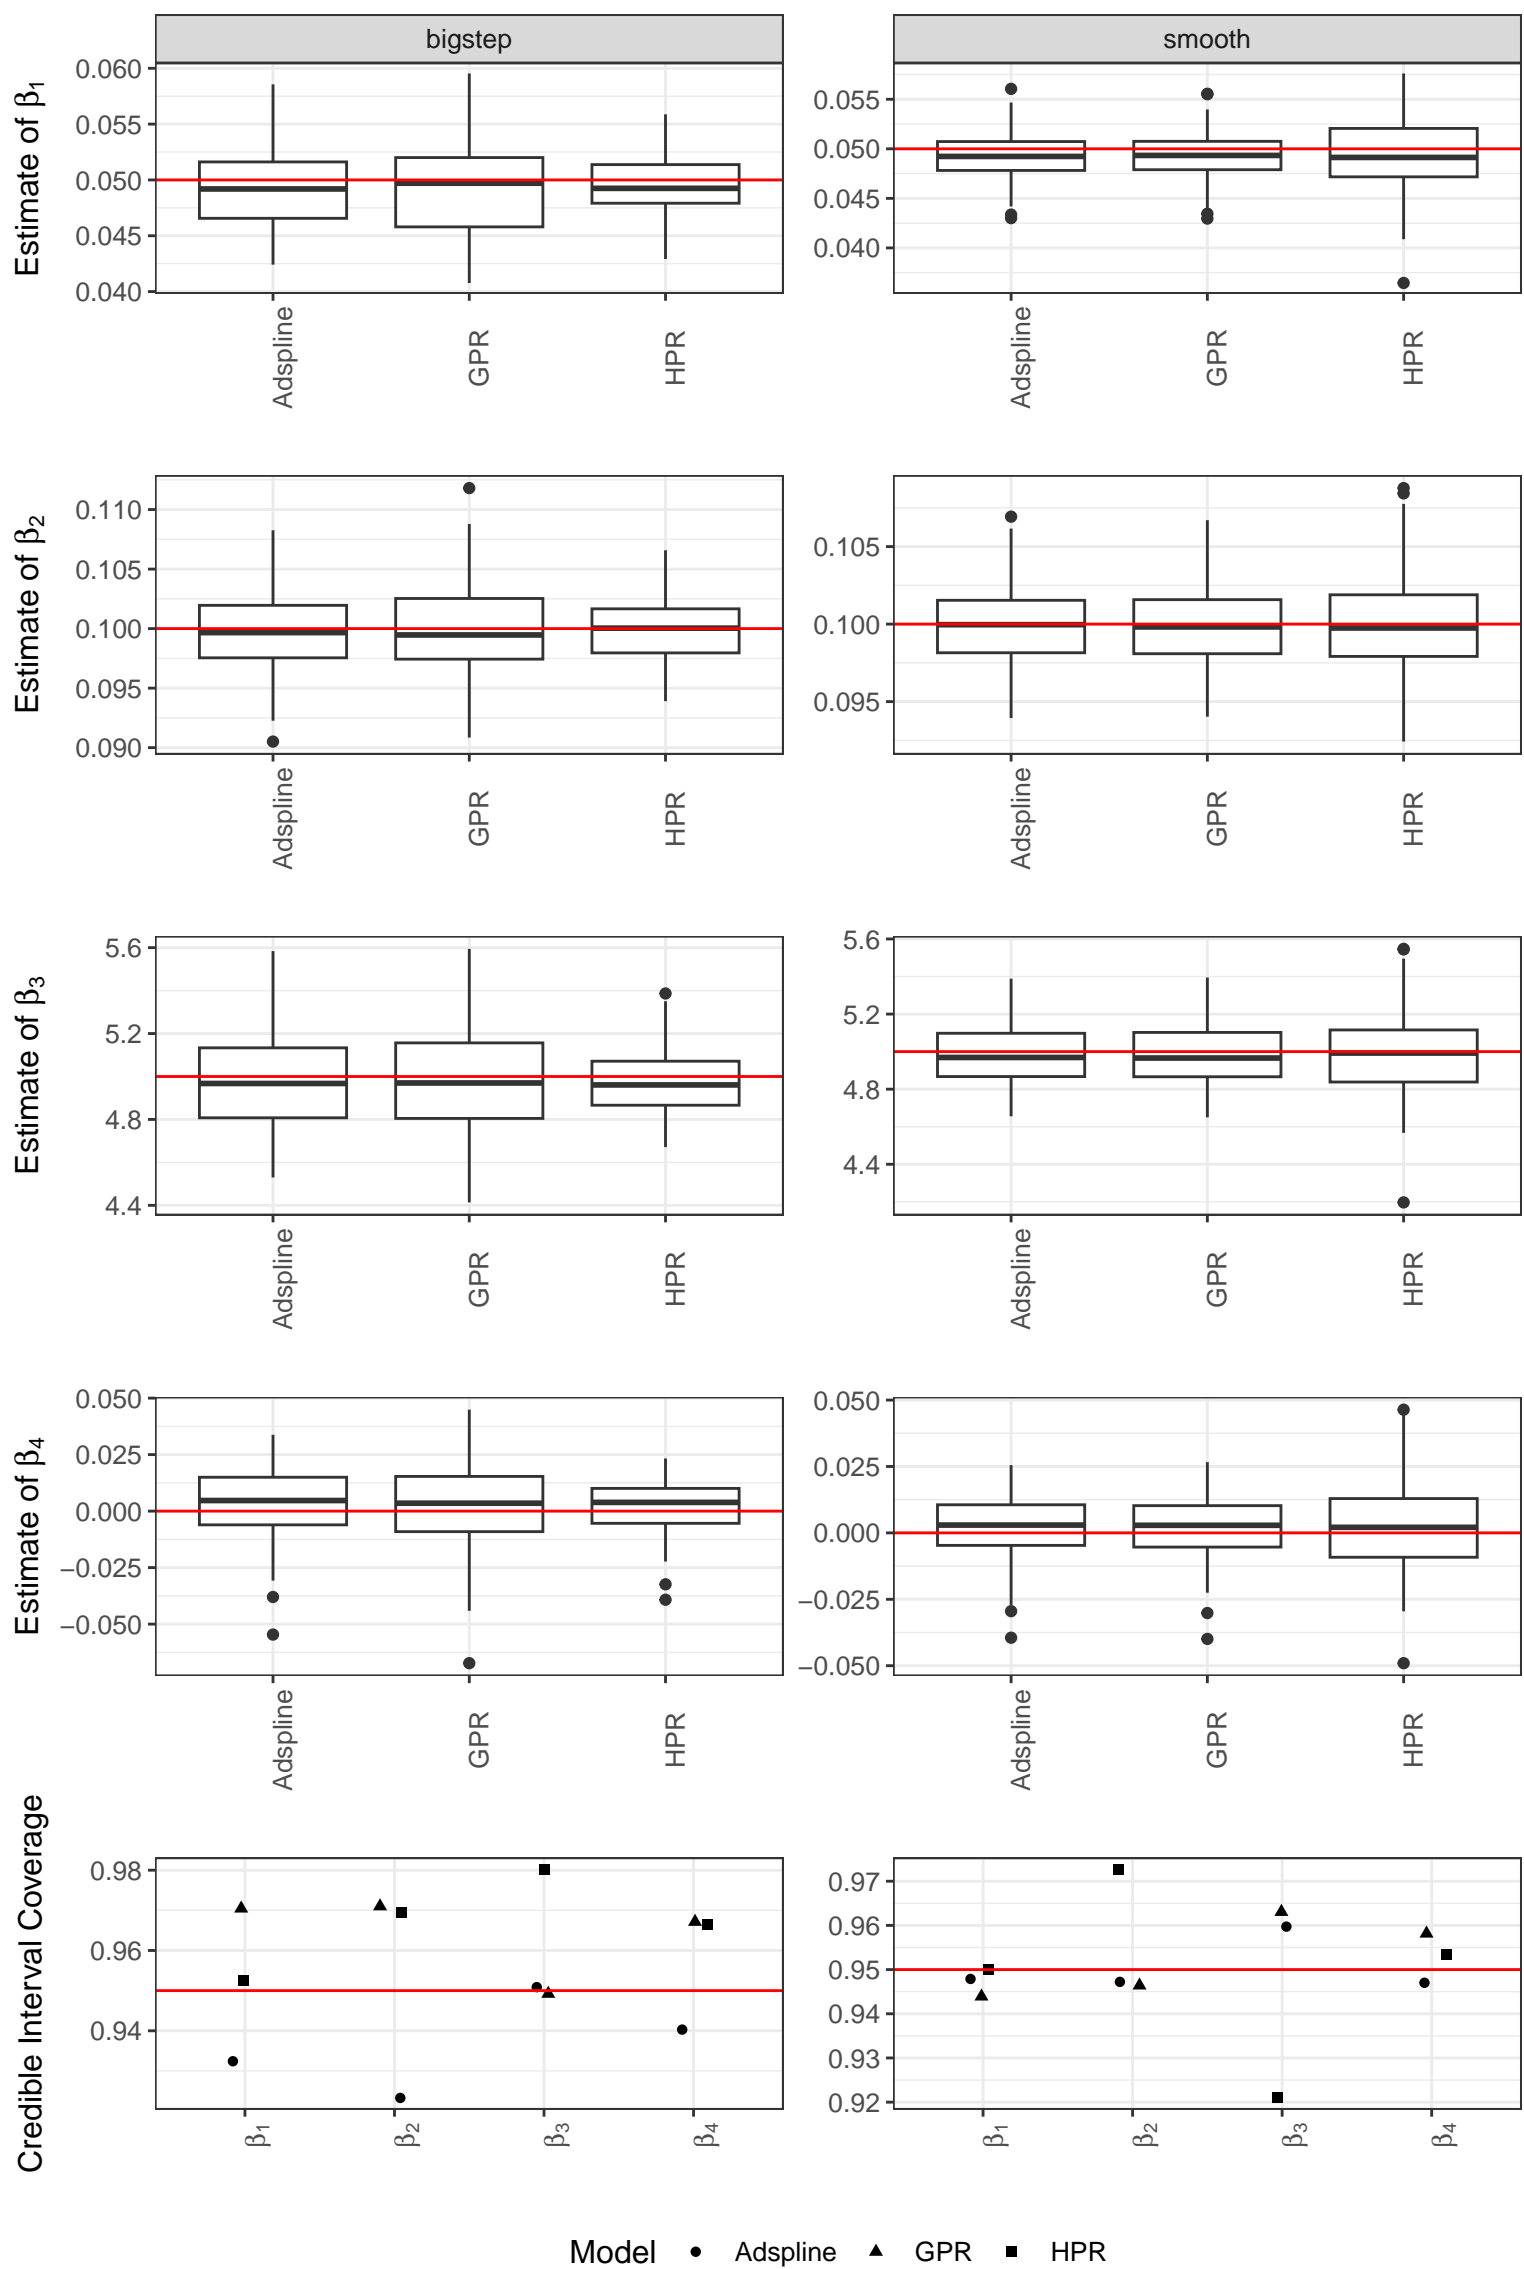 bigstep
smooth
Estimate of β1
0.060
0.055
0.050
0.045
0.040
0.055
0.050
0.045
0.040
Adspline
GPR
HPR
Adspline
GPR
HPR
Estimate of β2
0.110
0.105
0.100
0.095
0.090
0.105
0.100
0.095
Adspline
GPR
HPR
Adspline
GPR
HPR
Estimate of β3
5.6
5.2
4.8
4.4
5.6
5.2
4.8
4.4
Adspline
GPR
HPR
Adspline
GPR
HPR
Estimate of β4
0.050
0.025
0.000
−0.025
−0.050
0.050
0.025
0.000
−0.025
−0.050
Adspline
GPR
HPR
Adspline
GPR
HPR
Credible Interval Coverage
0.98
0.96
0.94
0.97
0.96
0.95
0.94
0.93
0.92
β1
β2
β3
β4
β1
β2
β3
β4
Model Adspline GPR HPR